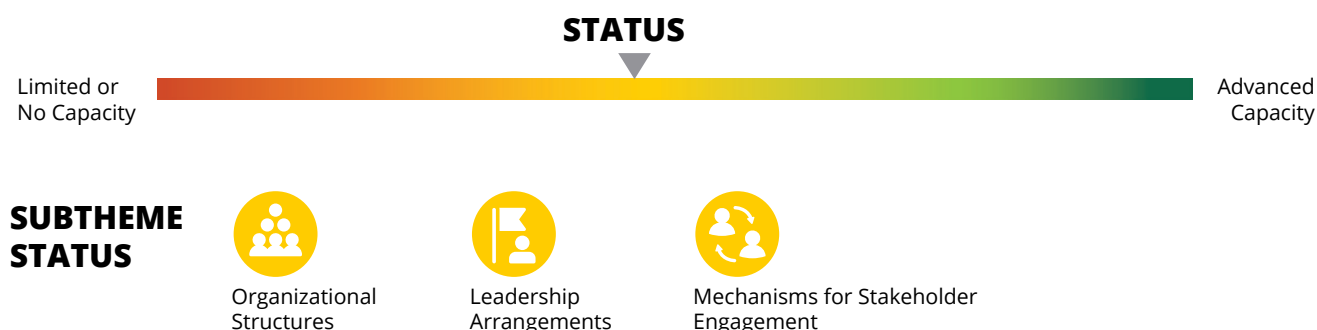 STATUS
Limited or
No Capacity
Advanced
Capacity
SUBTHEME
STATUS
Organizational
Structures
Leadership
Arrangements
Mechanisms for Stakeholder
Engagement